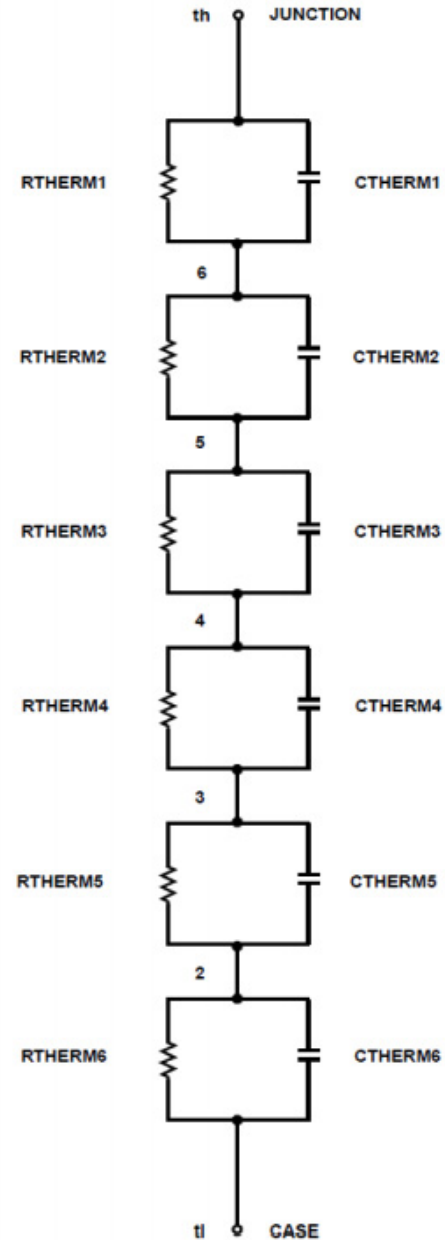 th JUNCTION
RTHERM1 CTHERM1
6
RTHERM2 CTHERM2
5
RTHERM3 CTHERM3
4
RTHERM4 CTHERM4
3
RTHERM5 CTHERM5
2
RTHERM6 CTHERM6
tl CASE